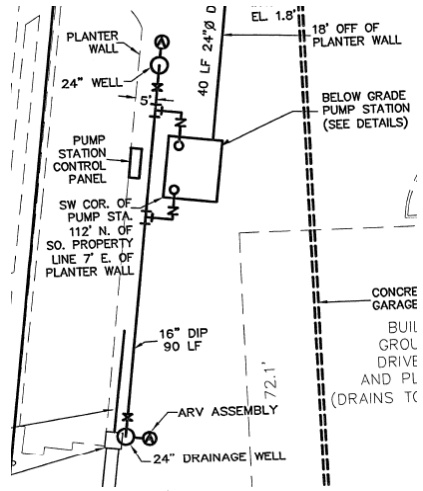 EL 1.8'
18' OFF OF
PLANTER WALL
PLANTER
WALL
A
24" WELL
40 LF 24"Ø D
5'
BELOW GRADE
PUMP STATION
(SEE DETAILS)
PUMP
STATION
CONTROL
PANEL
SW COR. OF
PUMP STA.
112' N. OF
SO. PROPERTY
LINE 7' E. OF
PLANTER WALL
16" DIP
90 LF
CONCRE
GARAGE
BUIL
GROU
DRIVE
AND PL
(DRAINS TO
72.1'
ARV ASSEMBLY
A
24" DRAINAGE WELL